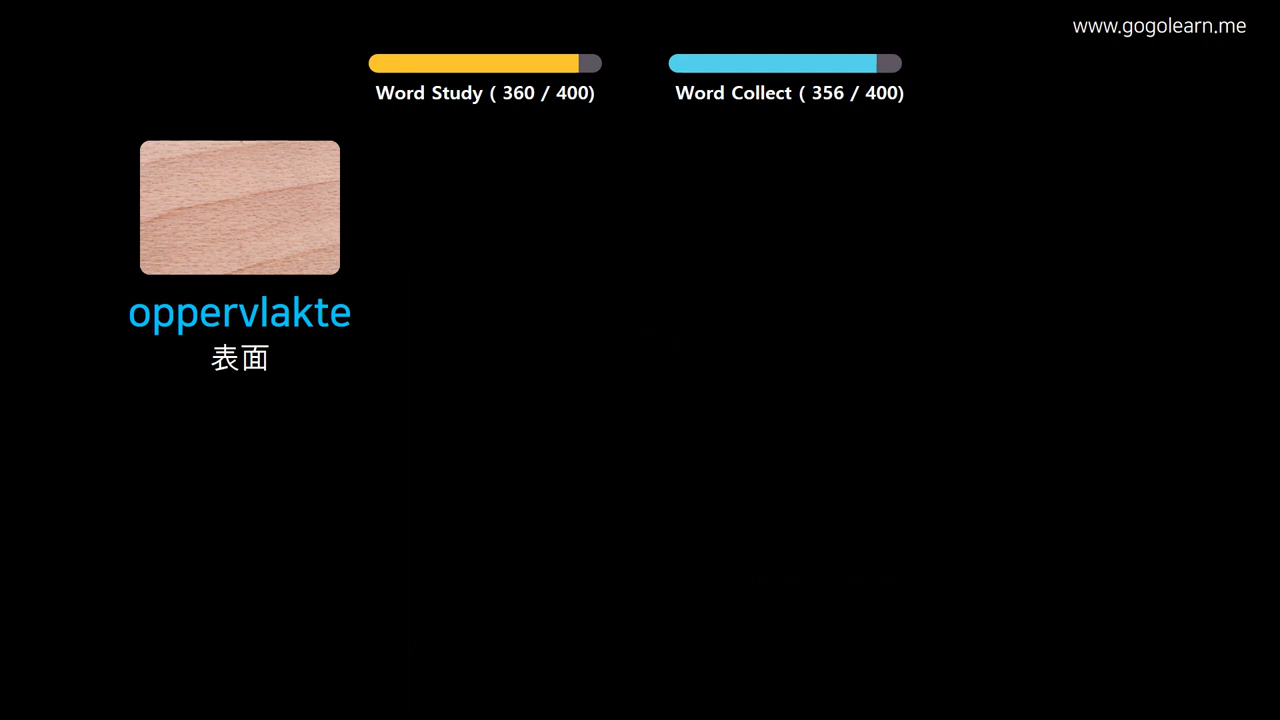 www.gogolearn.me
Word Study ( 360 / 400)
Word Collect ( 356 / 400)
oppervlakte
表面